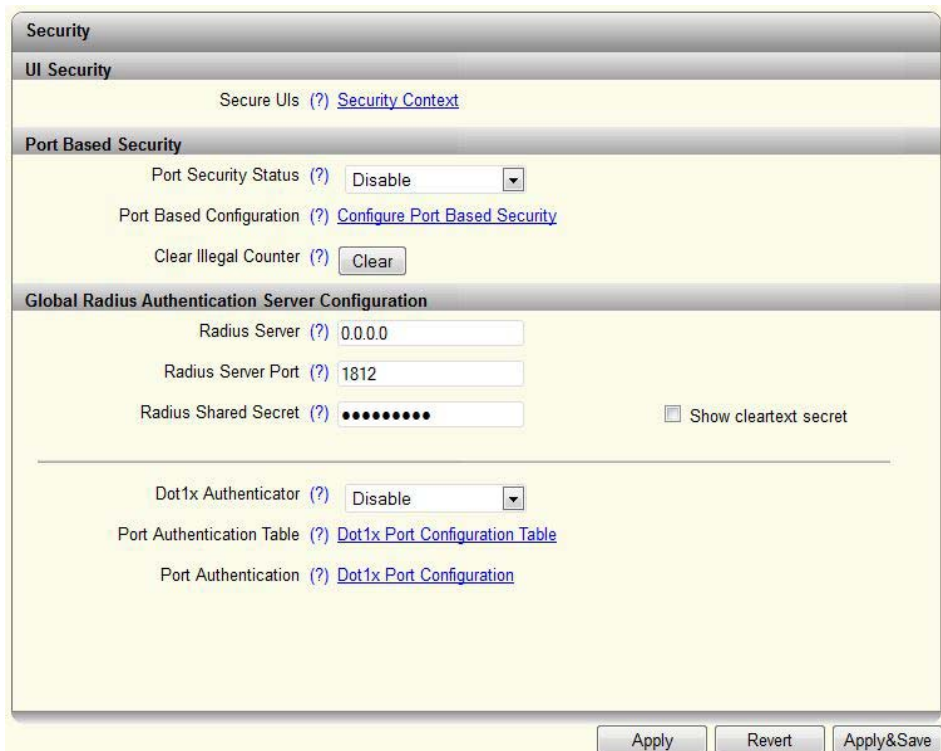 Security
UI Security
Secure UIs (?) Security Context
Port Based Security
Port Security Status (?) Disable
Port Based Configuration (?) Configure Port Based Security
Clear Illegal Counter (?) Clear
Global Radius Authentication Server Configuration
Radius Server (?) 0.0.0.0
Radius Server Port (?) 1812
Radius Shared Secret (?) ●●●●●●●●● Show cleartext secret
Dot1x Authenticator (?) Disable
Port Authentication Table (?) Dot1x Port Configuration Table
Port Authentication (?) Dot1x Port Configuration
Apply Revert Apply&Save